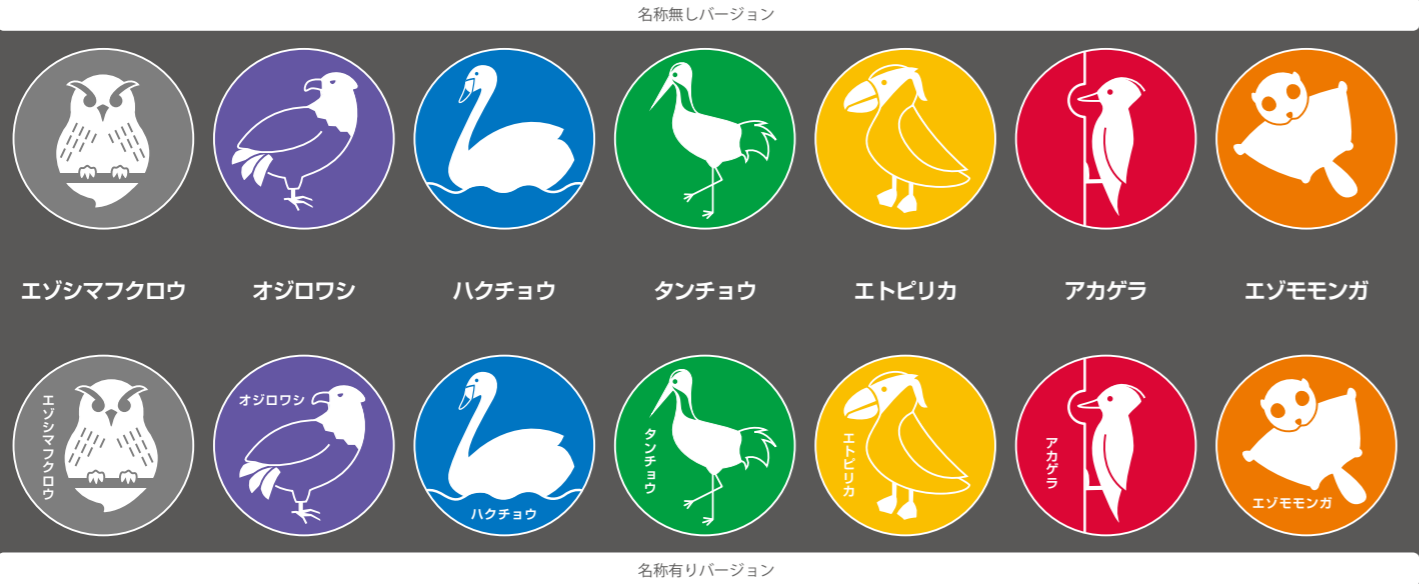 名称無しバージョン
エゾシマフクロウ
オジロワシ
ハクチョウ
タンチョウ
エトピリカ
アカゲラ
エゾモモンガ
エゾシマフクロウ
オジロワシ
ハクチョウ
タンチョウ
エトピリカ
アカゲラ
エゾモモンガ
名称有りバージョン